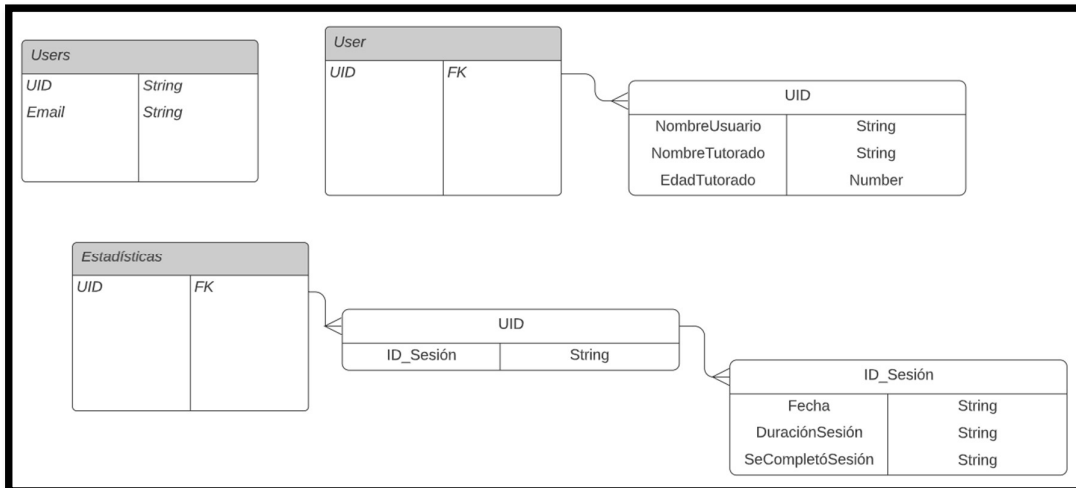 Users
UID String
Email String
User
UID FK
UID
NombreUsuario String
NombreTutorado String
EdadTutorado Number
Estadísticas
UID FK
UID
ID_Sesión String
ID_Sesión
Fecha String
DuraciónSesión String
SeCompletóSesión String